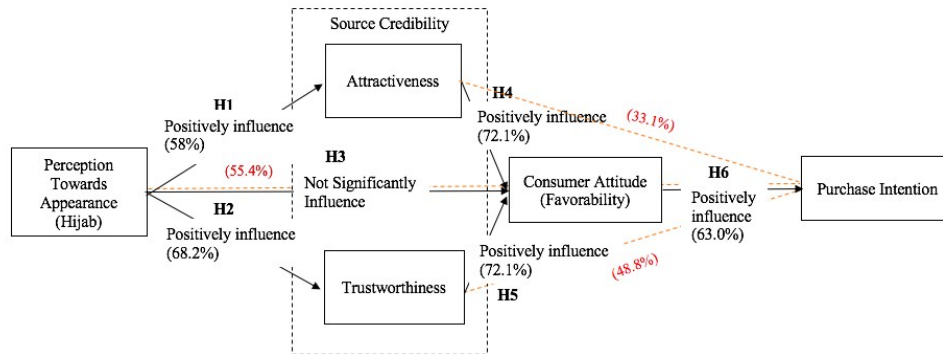 Source Credibility
Attractiveness
H1
Positively influence
(58%)
H4
Positively influence
(72.1%)
(33.1%)
Perception
Towards
Appearance
(Hijab)
(55.4%)
H3
Not Significantly
Influence
Consumer Attitude
(Favorability)
H6
Positively
influence
(63.0%)
Purchase Intention
H2
Positively influence
(68.2%)
Trustworthiness
Positively influence
(72.1%)
H5
(48.8%)